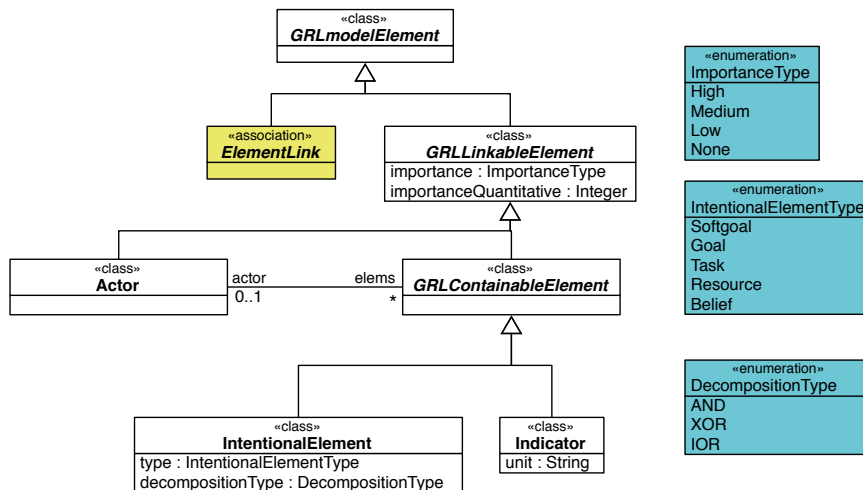 «class»
GRLmodelElement
«association»
ElementLink
«class»
GRLLinkableElement
importance : ImportanceType
importanceQuantitative : Integer
«class»
Actor
actor
0..1
elems
*
«class»
GRLContainableElement
«class»
IntentionalElement
type : IntentionalElementType
decompositionType : DecompositionType
«class»
Indicator
unit : String
«enumeration»
ImportanceType
High
Medium
Low
None
«enumeration»
IntentionalElementType
Softgoal
Goal
Task
Resource
Belief
«enumeration»
DecompositionType
AND
XOR
IOR